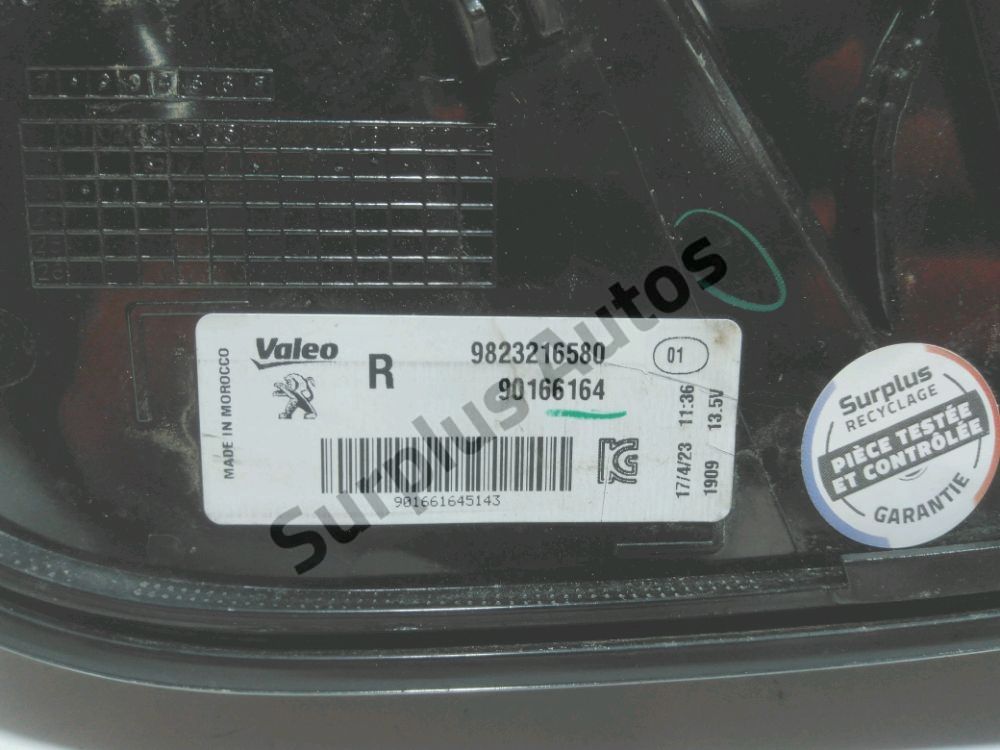 MADE IN MOROCCO
Valeo
R
9823216580
01
90166164
901661645143
17/4/23 11:36
1909 13.5V
Surplus
RECYCLAGE
PIÈCE TESTÉE
ET CONTRÔLÉE
GARANTIE
Surplus Autos